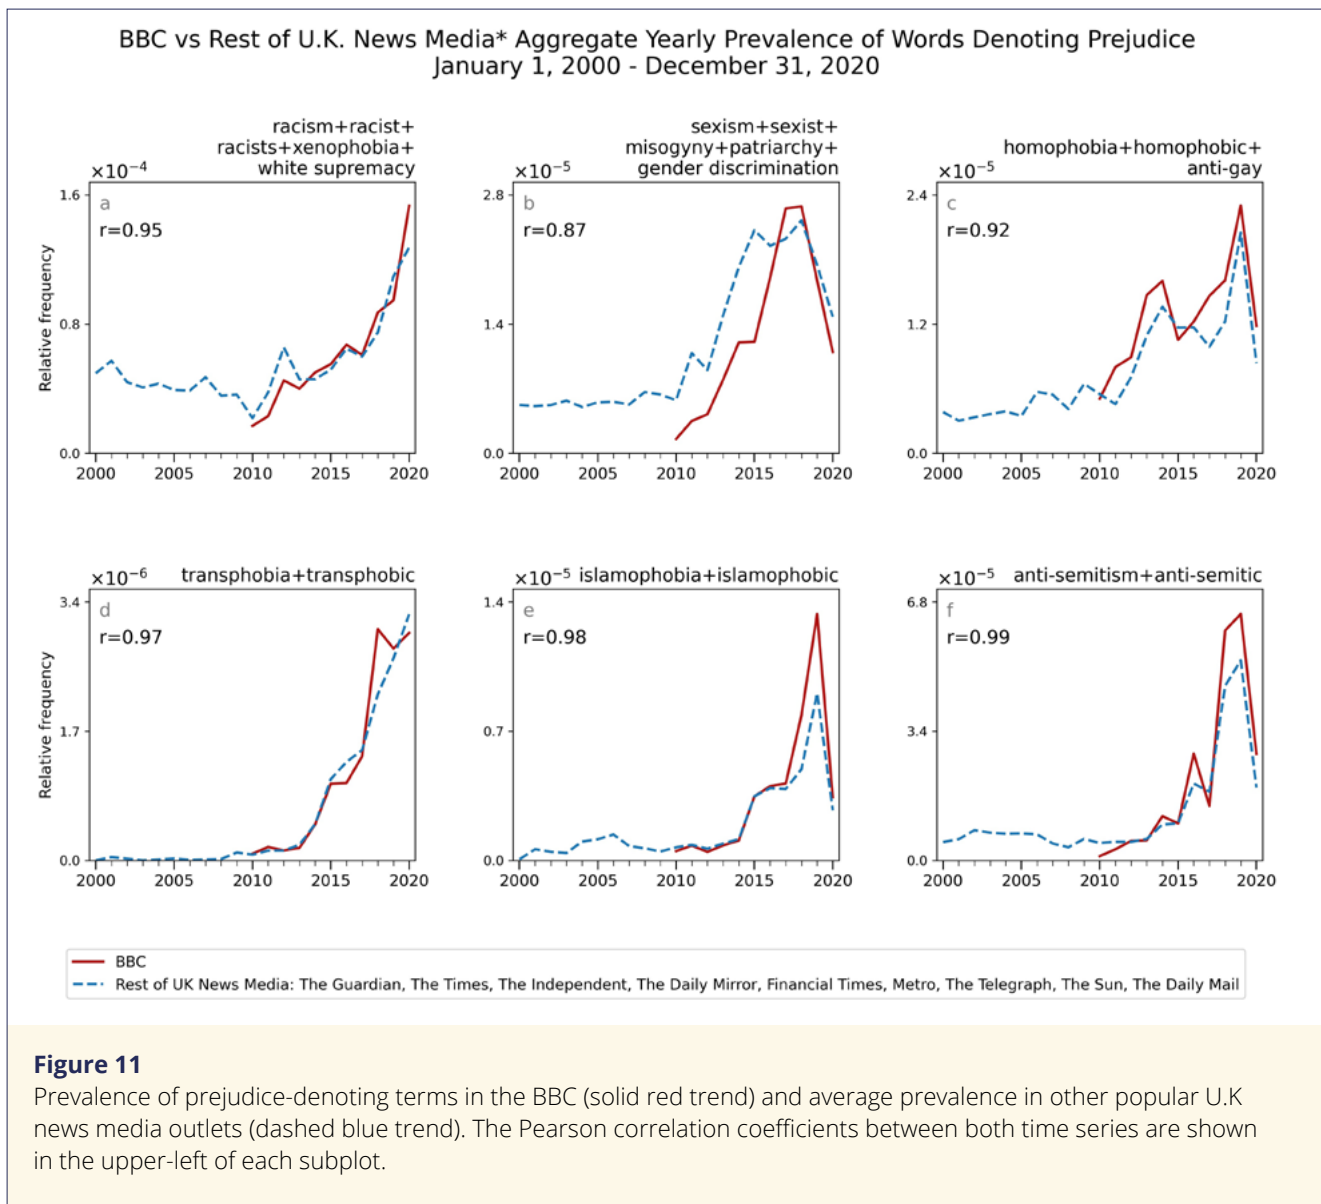 BBC vs Rest of U.K. News Media* Aggregate Yearly Prevalence of Words Denoting Prejudice
January 1, 2000 - December 31, 2020
racism+racist+
racists+xenophobia+
white supremacy
×10⁻⁴
a
r=0.95
1.6
0.8
0.0
Relative frequency
2000 2005 2010 2015 2020
sexism+sexist+
misogyny+patriarchy+
gender discrimination
×10⁻⁵
b
r=0.87
2.8
1.4
0.0
2000 2005 2010 2015 2020
homophobia+homophobic+
anti-gay
×10⁻⁵
c
r=0.92
2.4
1.2
0.0
2000 2005 2010 2015 2020
×10⁻⁶ transphobia+transphobic
d
r=0.97
3.4
1.7
0.0
Relative frequency
2000 2005 2010 2015 2020
×10⁻⁵ islamophobia+islamophobic
e
r=0.98
1.4
0.7
0.0
2000 2005 2010 2015 2020
×10⁻⁵ anti-semitism+anti-semitic
f
r=0.99
6.8
3.4
0.0
2000 2005 2010 2015 2020
BBC
Rest of UK News Media: The Guardian, The Times, The Independent, The Daily Mirror, Financial Times, Metro, The Telegraph, The Sun, The Daily Mail
Figure 11
Prevalence of prejudice-denoting terms in the BBC (solid red trend) and average prevalence in other popular U.K
news media outlets (dashed blue trend). The Pearson correlation coefficients between both time series are shown
in the upper-left of each subplot.